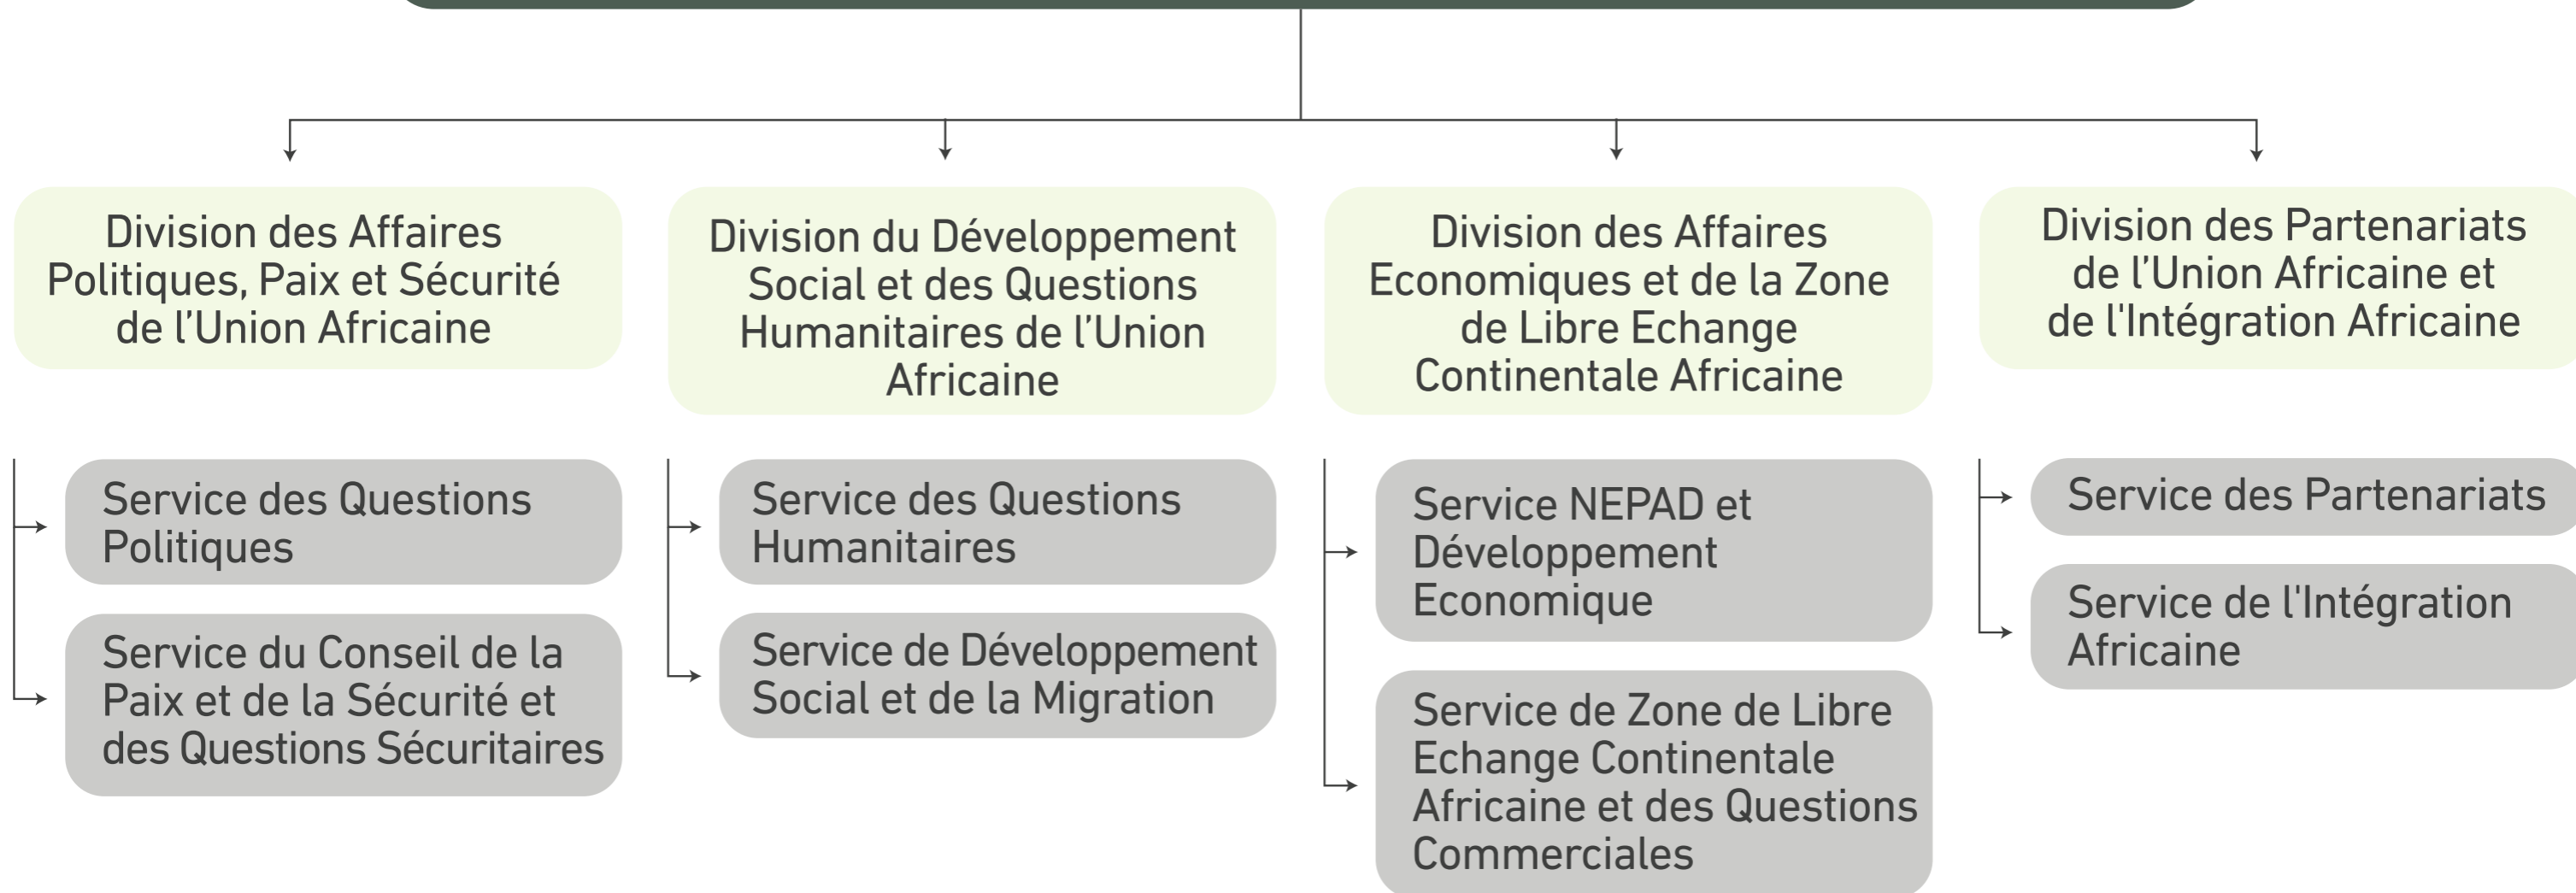 Division des Affaires
Politiques, Paix et Sécurité
de l’Union Africaine
Division du Développement
Social et des Questions
Humanitaires de l’Union
Africaine
Division des Affaires
Economiques et de la Zone
de Libre Echange
Continentale Africaine
Division des Partenariats
de l’Union Africaine et
de l'Intégration Africaine
Service des Questions
Politiques
Service du Conseil de la
Paix et de la Sécurité et
des Questions Sécuritaires
Service des Questions
Humanitaires
Service de Développement
Social et de la Migration
Service NEPAD et
Développement
Economique
Service de Zone de Libre
Echange Continentale
Africaine et des Questions
Commerciales
Service des Partenariats
Service de l'Intégration
Africaine